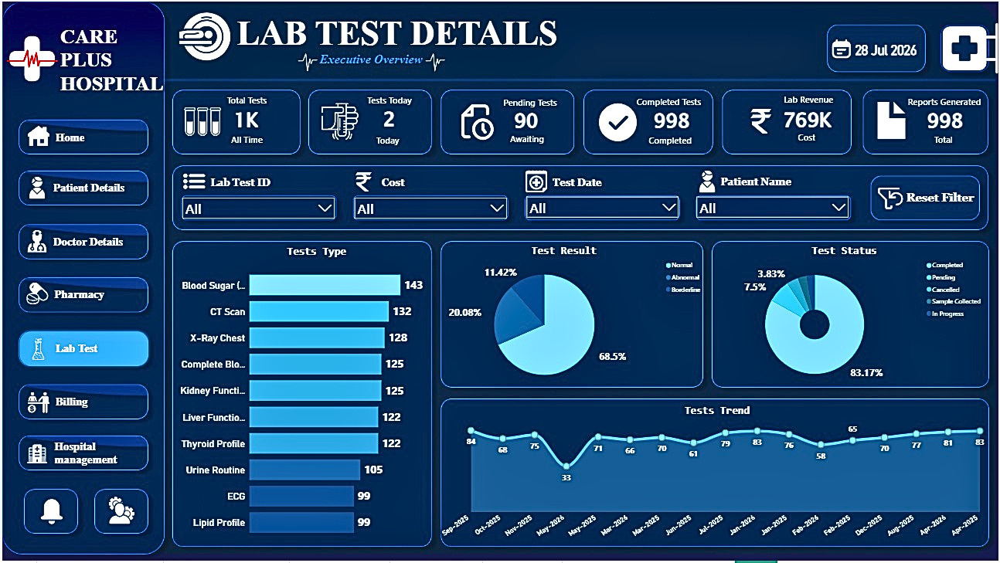 CARE
PLUS
HOSPITAL
LAB TEST DETAILS
Executive Overview
28 Jul 2026
Home
Patient Details
Doctor Details
Pharmacy
Lab Test
Billing
Hospital
management
Total Tests
1K
All Time
Tests Today
2
Today
Pending Tests
90
Awaiting
Completed Tests
998
Completed
Lab Revenue
₹ 769K
Cost
Reports Generated
998
Total
Lab Test ID
All
₹ Cost
All
Test Date
All
Patient Name
All
Reset Filter
Tests Type
Blood Sugar (... 143
CT Scan 132
X-Ray Chest 128
Complete Blo... 125
Kidney Functi... 125
Liver Functio... 122
Thyroid Profile 122
Urine Routine 105
ECG 99
Lipid Profile 99
Test Result
11.42%
20.08%
68.5%
Normal
Abnormal
Borderline
Test Status
3.83%
7.5%
83.17%
Completed
Pending
Cancelled
Sample Collected
In Progress
Tests Trend
84 68 75 33 71 66 70 61 79 83 76 58 65 70 77 81 83
Sep-2025 Oct-2025 Nov-2025 May-2026 May-2025 Mar-2026 Mar-2025 Jun-2025 Jul-2025 Jan-2026 Jan-2025 Feb-2026 Feb-2025 Dec-2025 Aug-2025 Apr-2026 Apr-2025